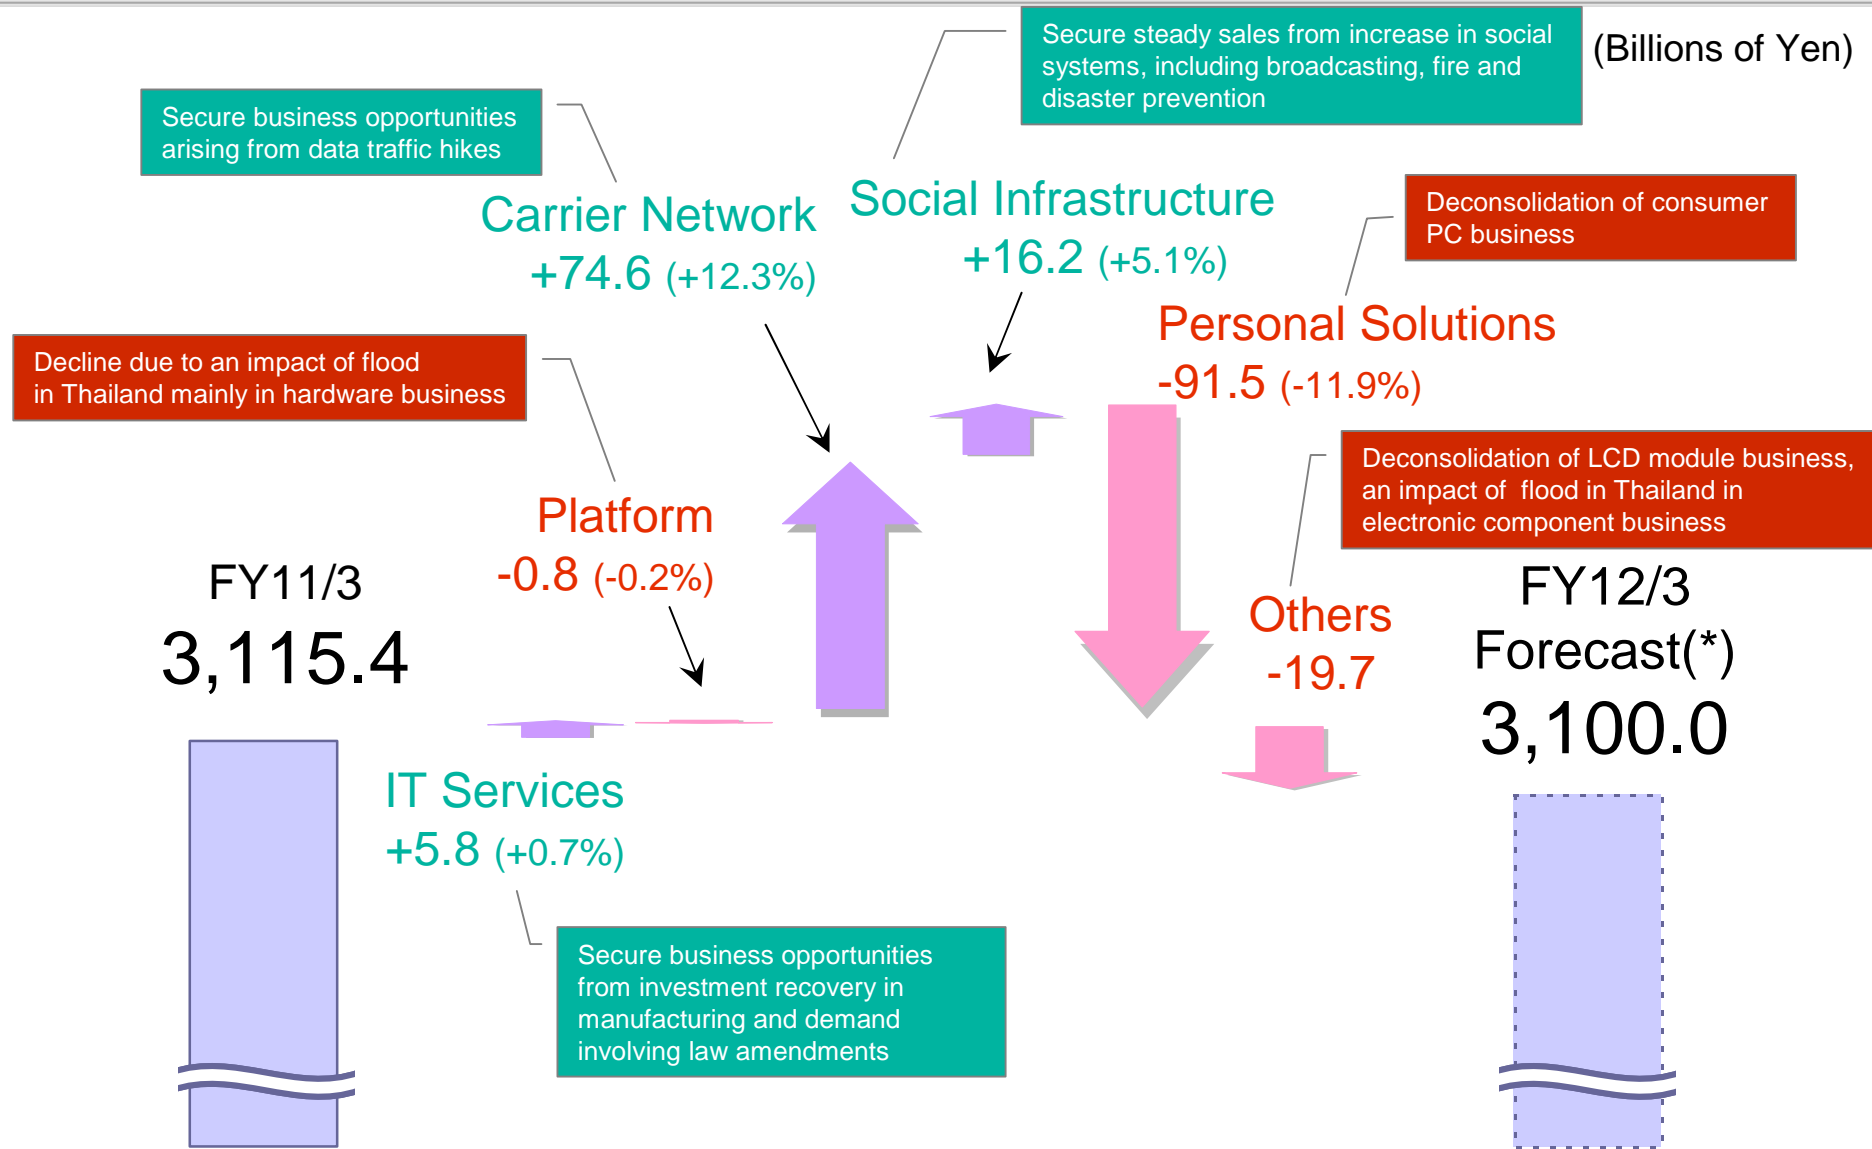 (Billions of Yen)
Secure steady sales from increase in social
systems, including broadcasting, fire and
disaster prevention
Secure business opportunities
arising from data traffic hikes
Carrier Network
+74.6 (+12.3%)
Social Infrastructure
+16.2 (+5.1%)
Deconsolidation of consumer
PC business
Personal Solutions
-91.5 (-11.9%)
Decline due to an impact of flood
in Thailand mainly in hardware business
Platform
-0.8 (-0.2%)
Deconsolidation of LCD module business,
an impact of  flood in Thailand in
electronic component business
Others
-19.7
FY11/3
3,115.4
FY12/3
Forecast(*)
3,100.0
IT Services
+5.8 (+0.7%)
Secure business opportunities
from investment recovery in
manufacturing and demand
involving law amendments